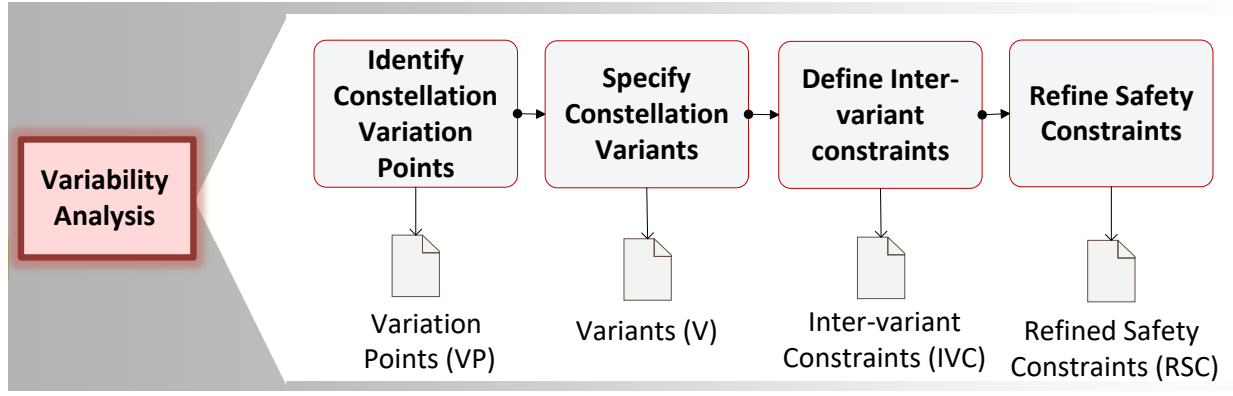 Variability
Analysis
Identify
Constellation
Variation
Points
Specify
Constellation
Variants
Define Inter-
variant
constraints
Refine Safety
Constraints
Variation
Points (VP)
Variants (V)
Inter-variant
Constraints (IVC)
Refined Safety
Constraints (RSC)